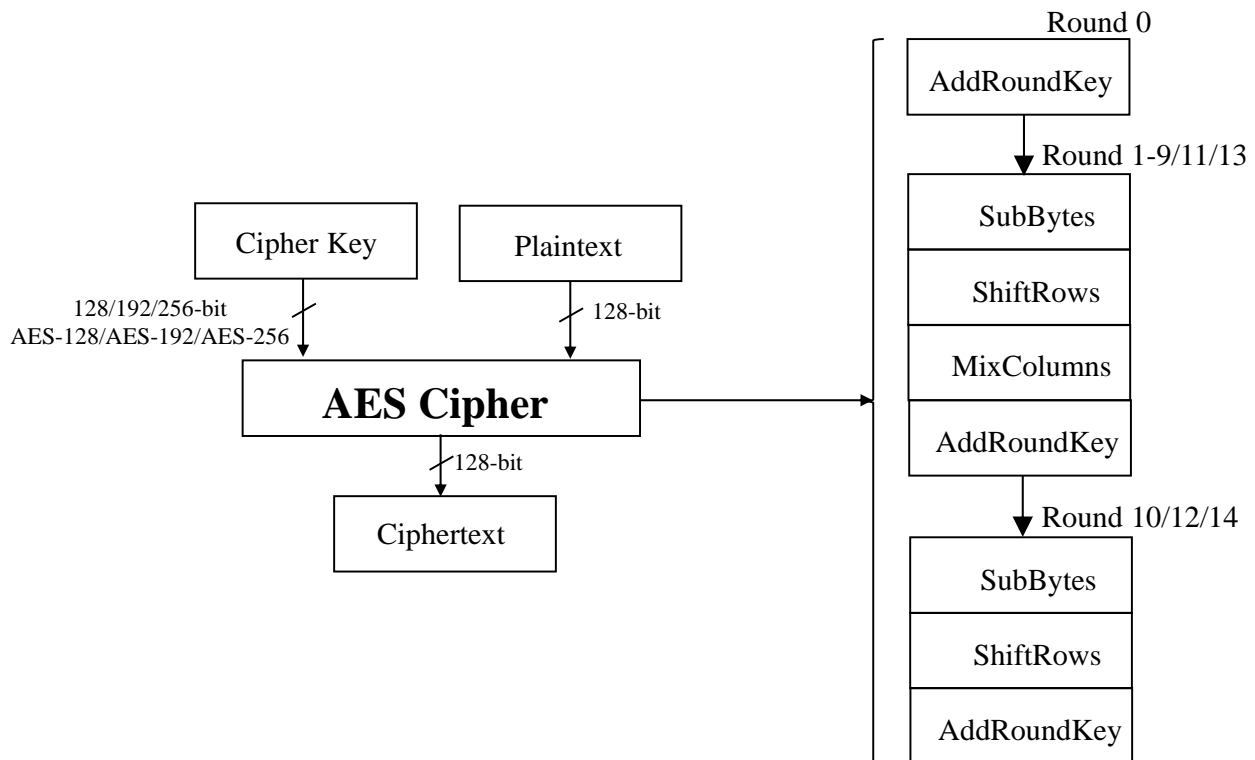 Cipher Key
Plaintext
128/192/256-bit
AES-128/AES-192/AES-256
128-bit
AES Cipher
128-bit
Ciphertext
Round 0
AddRoundKey
Round 1-9/11/13
SubBytes
ShiftRows
MixColumns
AddRoundKey
Round 10/12/14
SubBytes
ShiftRows
AddRoundKey